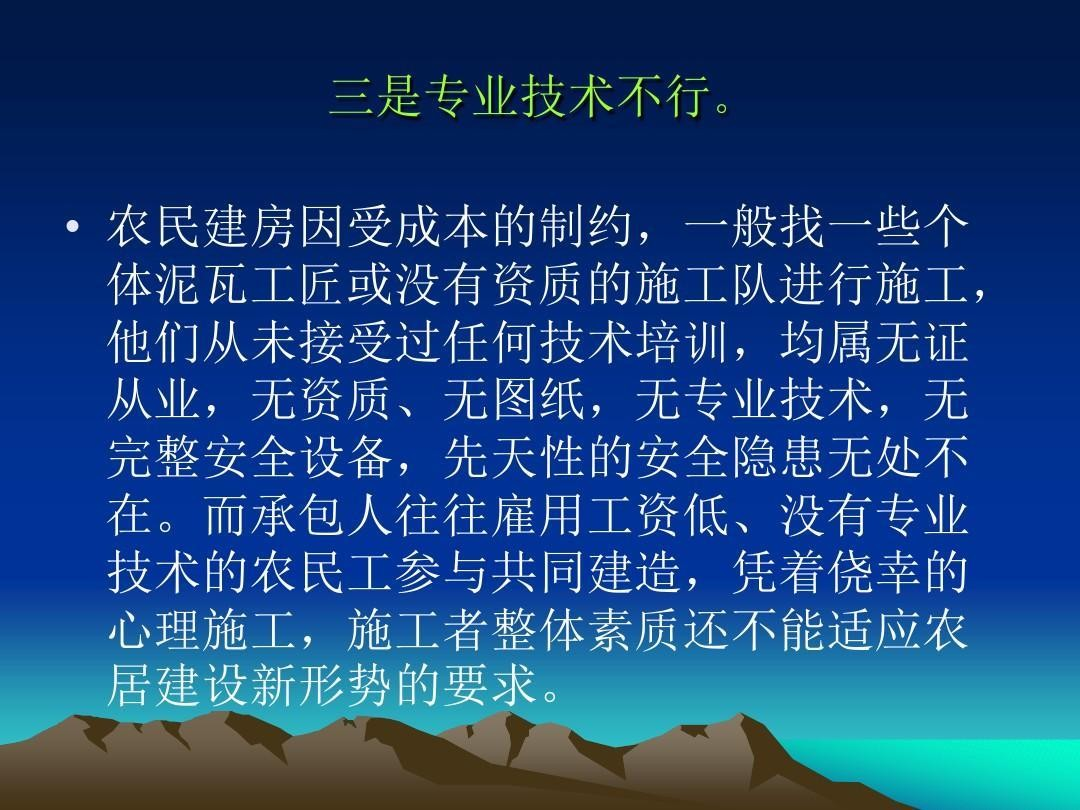 三是专业技术不行。
• 农民建房因受成本的制约，一般找一些个
体泥瓦工匠或没有资质的施工队进行施工，
他们从未接受过任何技术培训，均属无证
从业，无资质、无图纸，无专业技术，无
完整安全设备，先天性的安全隐患无处不
在。而承包人往往雇用工资低、没有专业
技术的农民工参与共同建造，凭着侥幸的
心理施工，施工者整体素质还不能适应农
居建设新形势的要求。